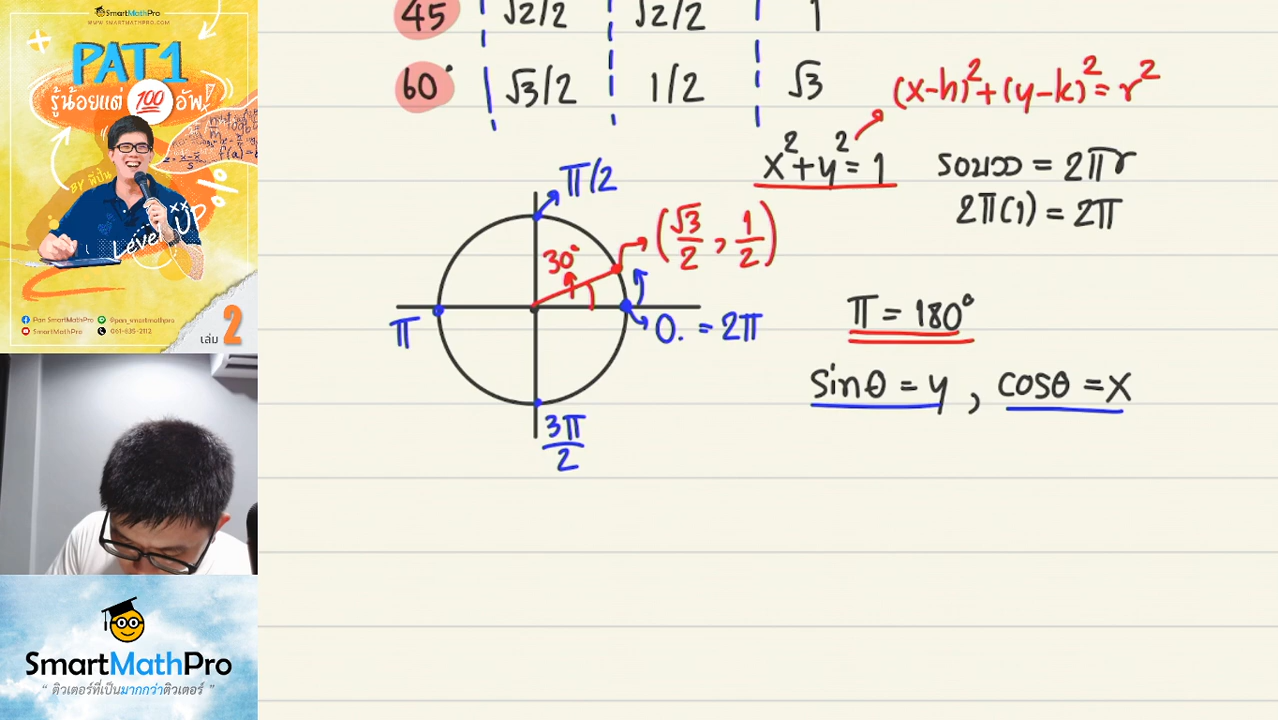 SmartMathPro
WWW.SMARTMATHPRO.COM
PAT1
รู้น้อยแต่ 100 อัพ!
BY พี่ปั้น
Level UP
xx %
Pan SmartMathPro @pan_smartmathpro
SmartMathPro 061-635-2112
เล่ม 2
SmartMathPro
“ ติวเตอร์ที่เป็นมากกว่าติวเตอร์ ”
45 √2/2 √2/2 1
60° √3/2 1/2 √3
(x-h)²+(y-k)²=r²
x²+y²=1
รอบวง = 2πr
2π(1) = 2π
π/2
(√3/2, 1/2)
30°
π
0. = 2π
3π/2
π = 180°
sinθ = y , cosθ = x